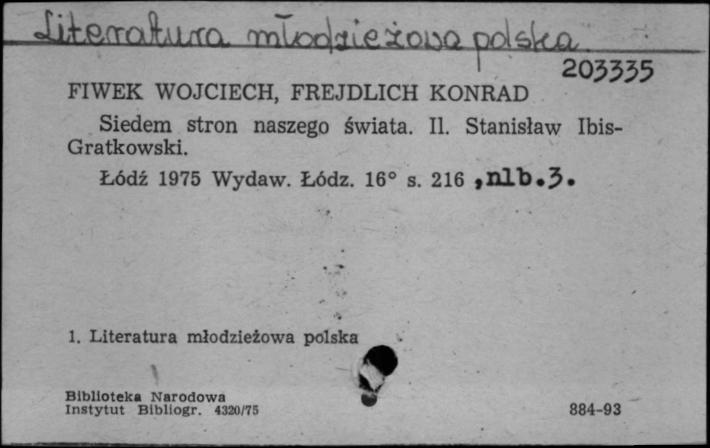 Literatura młodzieżowa polska
203335
FIWEK WOJCIECH, FREJDLICH KONRAD
Siedem stron naszego świata. Il. Stanisław Ibis-
Gratkowski.
Łódź 1975 Wydaw. Łódz. 16° s. 216 ,nlb.3.
1. Literatura młodzieżowa polska
Biblioteka Narodowa
Instytut Bibliogr. 4320/75
884-93